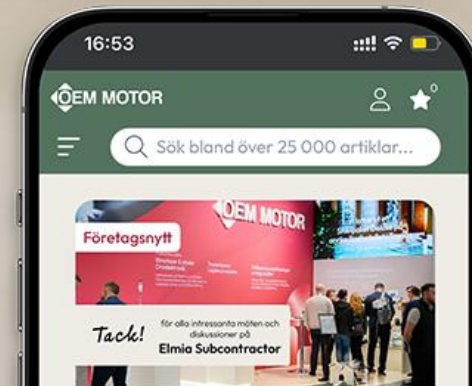 16:53
OEM MOTOR
0
Sök bland över 25 000 artiklar...
OEM MOTOR
Företagsnytt
Tack!
för alla intressanta möten och
diskussioner på
Elmia Subcontractor